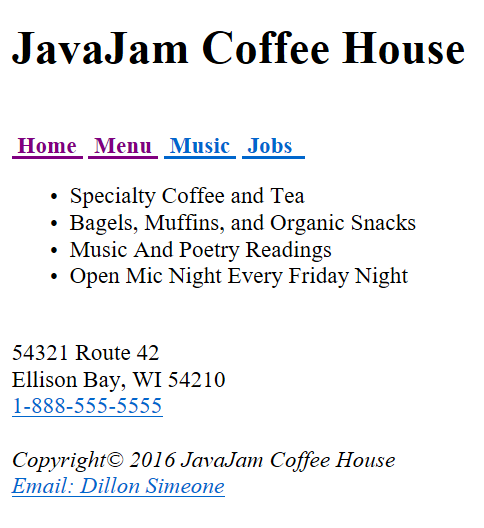 JavaJam Coffee House
Home Menu Music Jobs
• Specialty Coffee and Tea
• Bagels, Muffins, and Organic Snacks
• Music And Poetry Readings
• Open Mic Night Every Friday Night
54321 Route 42
Ellison Bay, WI 54210
1-888-555-5555
Copyright© 2016 JavaJam Coffee House
Email: Dillon Simeone